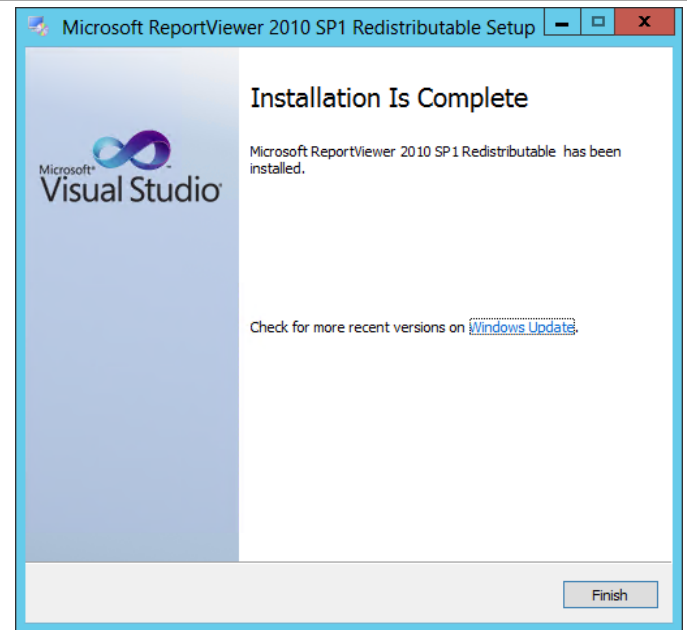 Microsoft ReportViewer 2010 SP1 Redistributable Setup
Installation Is Complete
Microsoft ReportViewer 2010 SP1 Redistributable  has been
installed.
Microsoft®
Visual Studio®
Check for more recent versions on Windows Update.
Finish